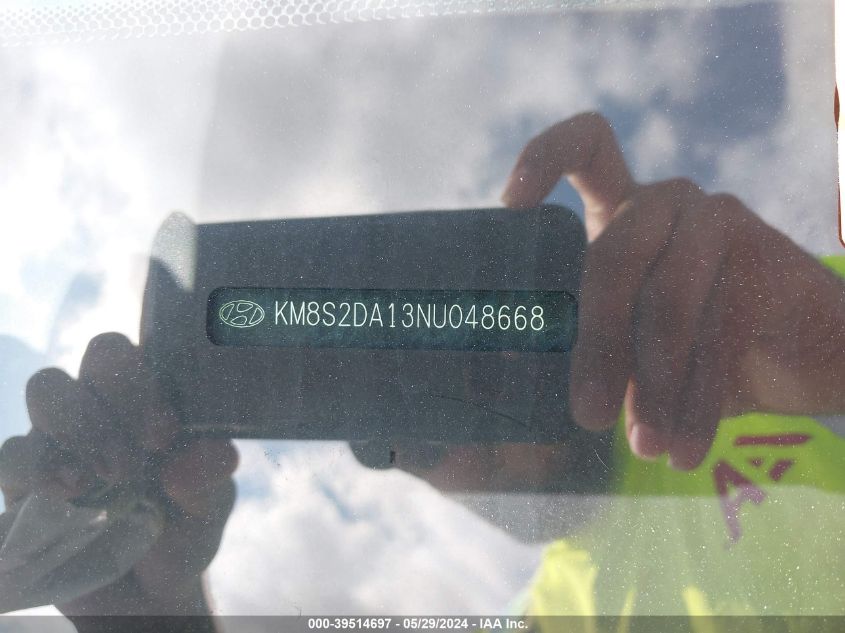 KM8S2DA13NU048668
000-39514697 - 05/29/2024 - IAA Inc.